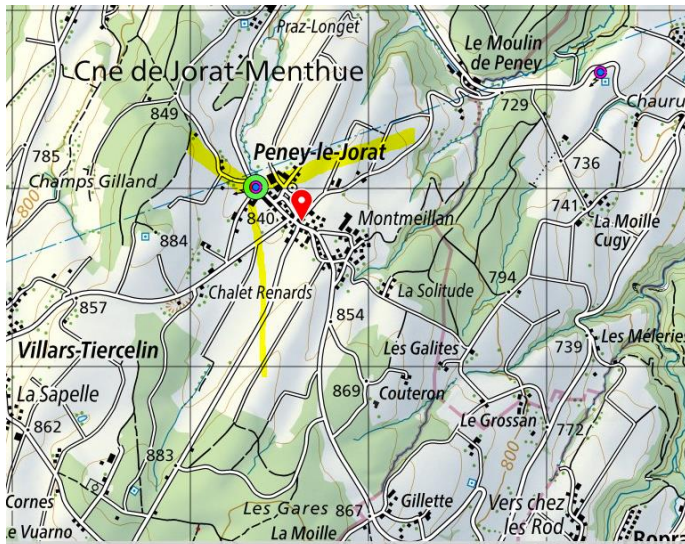 Praz-Longet
Le Moulin
de Peney
Cne de Jorat-Menthue
849
729
Chauru
785
Peney-le-Jorat
736
Champs Gilland
800
840
Montmeillan
741
La Moille
Cugy
884
794
857
Chalet Renards
La Solitude
854
Villars-Tiercelin
Les Galites
739
Les Méleries
La Sapelle
869
Couteron
862
Le Grossan
772
883
800
Cornes
Les Gares
867
Gillette
Vers chez
les Rod
e Vuarno
La Moille
Ropra